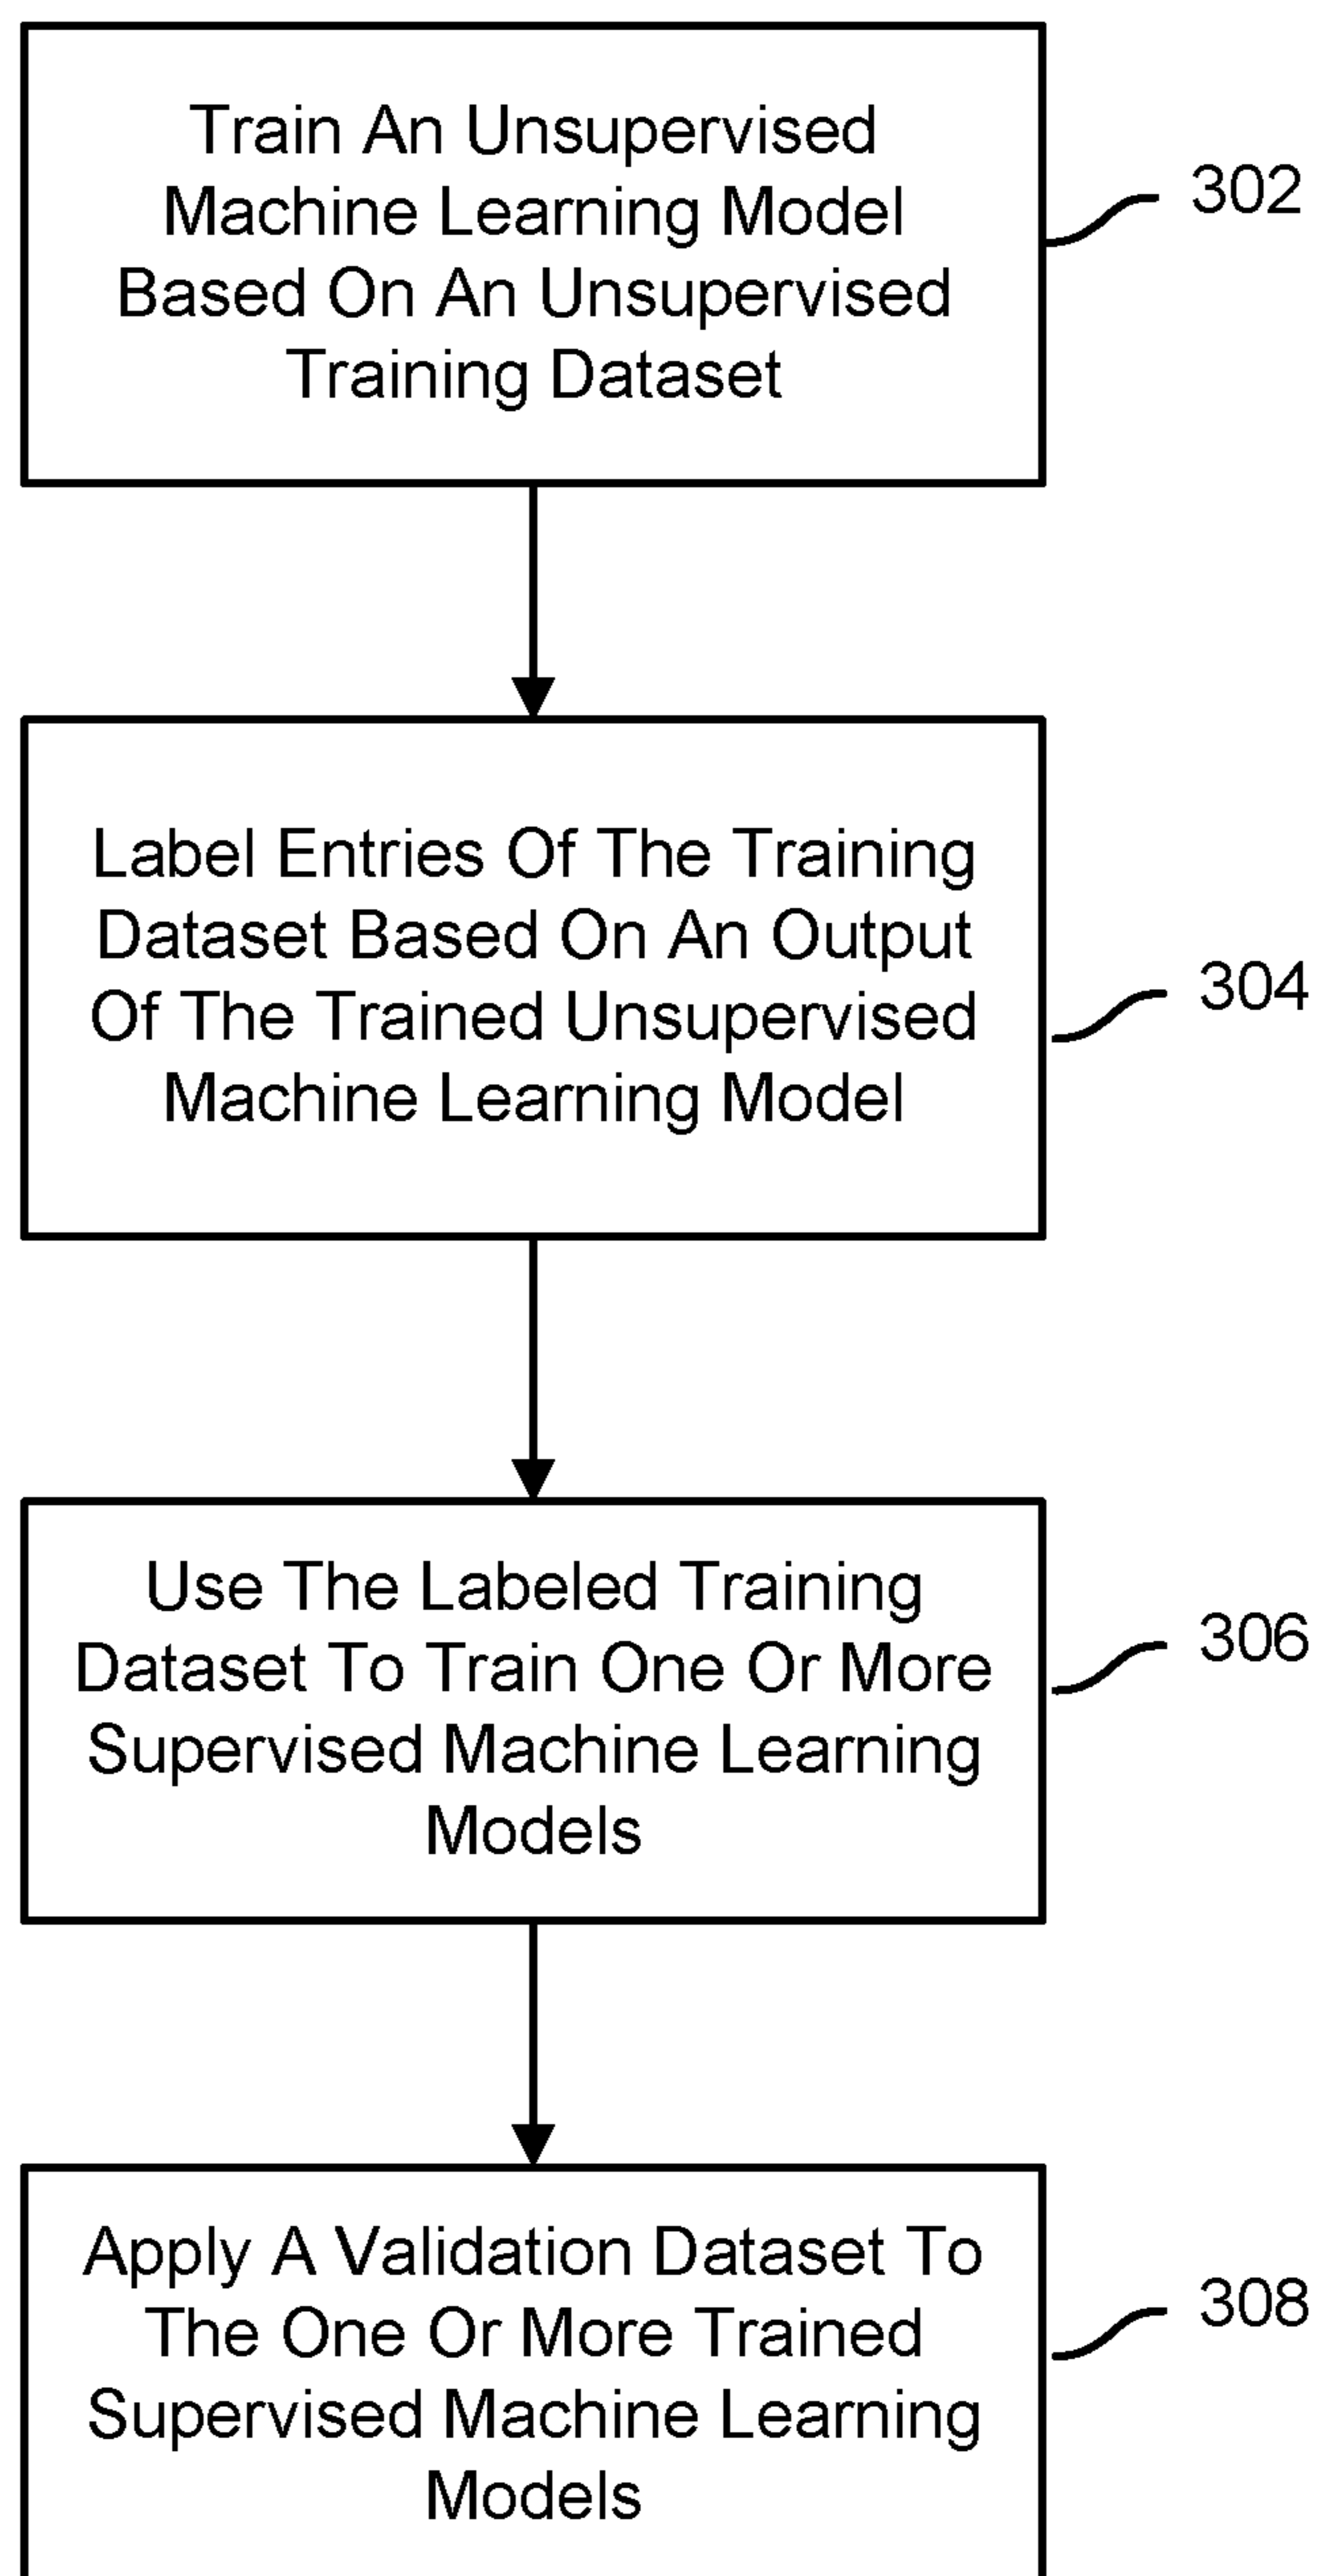 Train An Unsupervised
Machine Learning Model
Based On An Unsupervised
Training Dataset
302
Label Entries Of The Training
Dataset Based On An Output
Of The Trained Unsupervised
Machine Learning Model
304
Use The Labeled Training
Dataset To Train One Or More
Supervised Machine Learning
Models
306
Apply A Validation Dataset To
The One Or More Trained
Supervised Machine Learning
Models
308